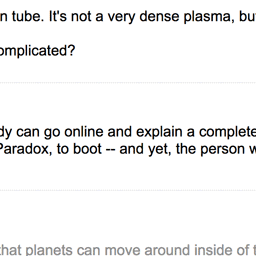 n tube. It's not a very dense plasma, bu
omplicated?
dy can go online and explain a complete
Paradox, to boot -- and yet, the person w
that planets can move around inside of t